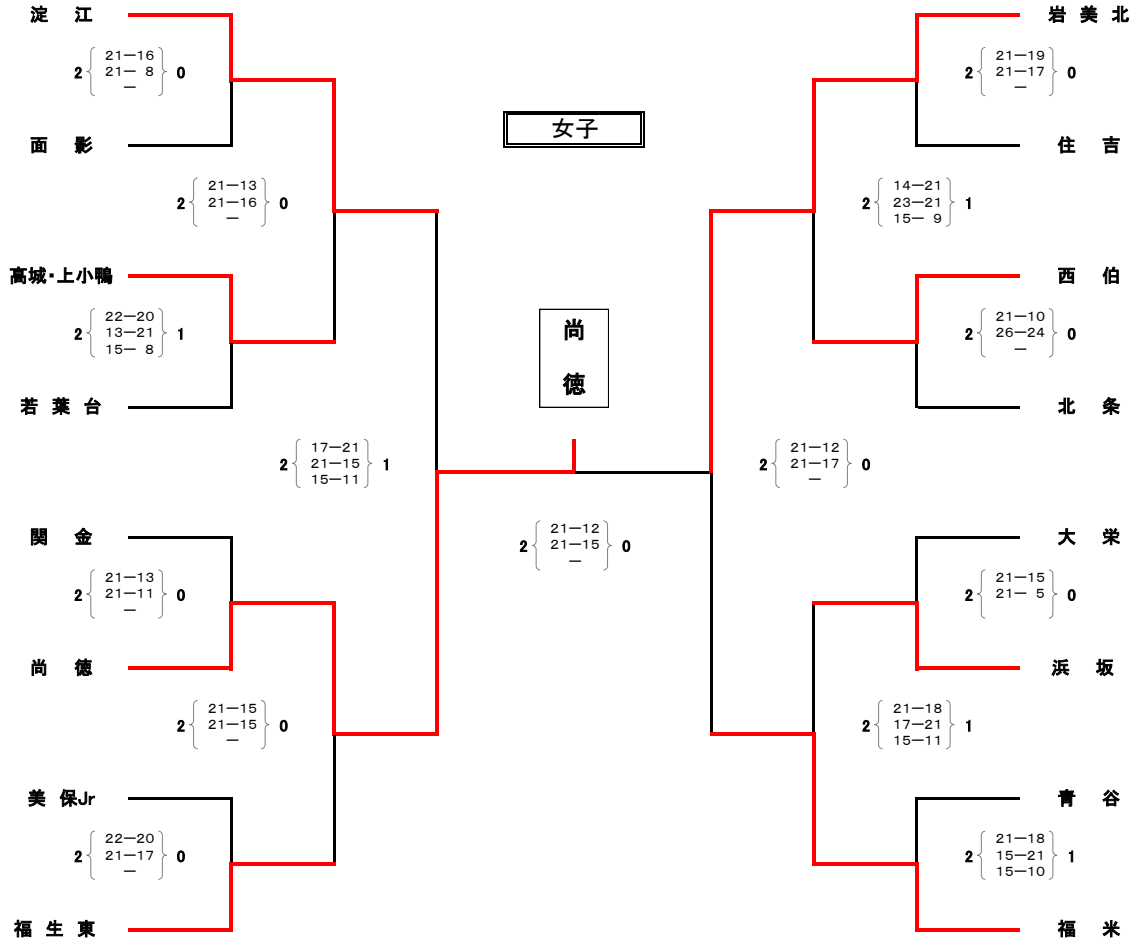 淀 江
岩 美 北
21－16
2 21－ 8 0
－
21－19
2 21－17 0
－
女子
面 影
住 吉
21－13
2 21－16 0
－
14－21
2 23－21 1
15－ 9
高城・上小鴨
西 伯
22－20
2 13－21 1
15－ 8
21－10
2 26－24 0
－
尚
徳
若 葉 台
北 条
17－21
2 21－15 1
15－11
21－12
2 21－17 0
－
21－12
2 21－15 0
－
関 金
大 栄
21－13
2 21－11 0
－
21－15
2 21－ 5 0
尚 徳
浜 坂
21－15
2 21－15 0
－
21－18
2 17－21 1
15－11
美 保Jr
青 谷
22－20
2 21－17 0
－
21－18
2 15－21 1
15－10
福 生 東
福 米